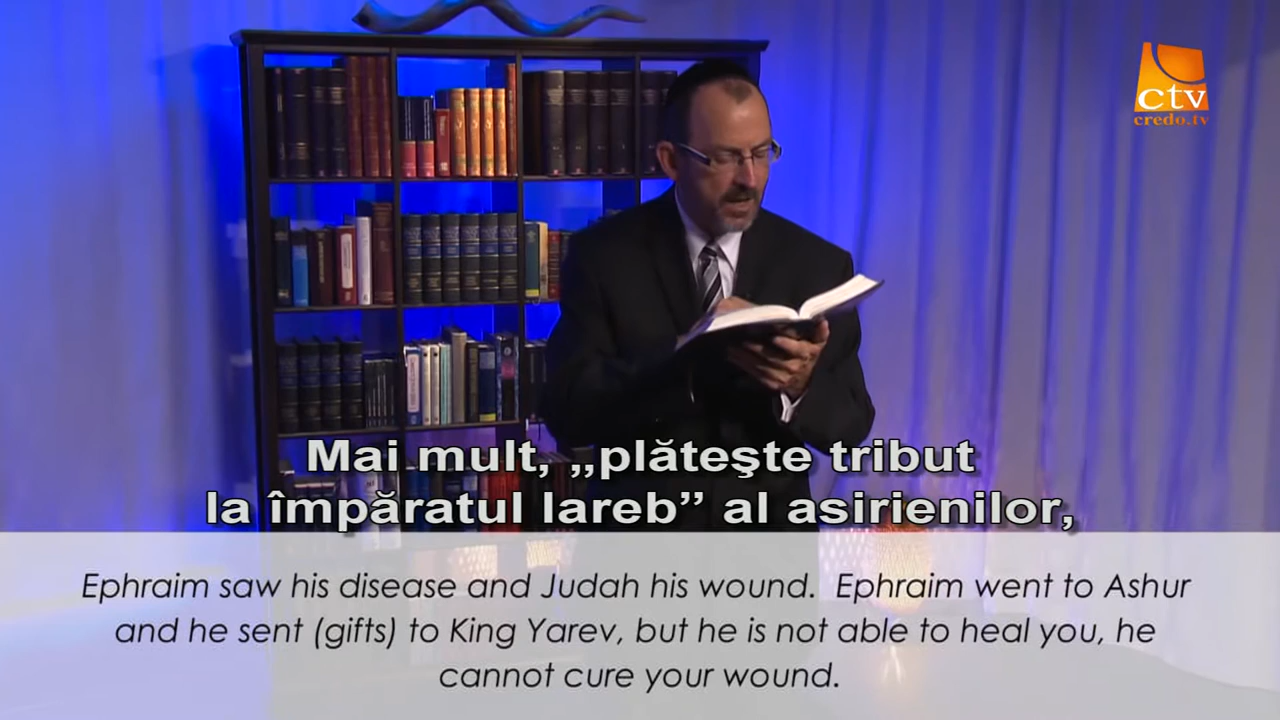 ctv
credo.tv
Mai mult, „plăteşte tribut
la împăratul Iareb” al asirienilor,
Ephraim saw his disease and Judah his wound.  Ephraim went to Ashur
and he sent (gifts) to King Yarev, but he is not able to heal you, he
cannot cure your wound.